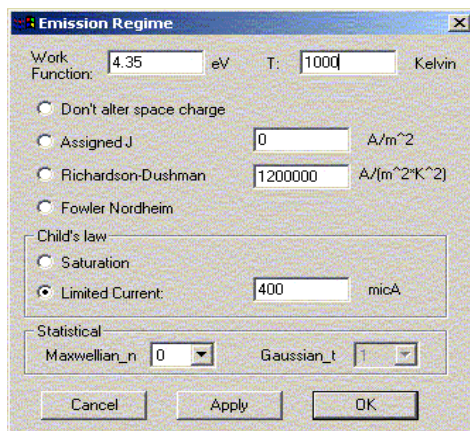 Emission Regime
Work Function: 4.35 eV T: 1000 Kelvin
Don't alter space charge
Assigned J 0 A/m^2
Richardson-Dushman 1200000 A/(m^2*K^2)
Fowler Nordheim
Child's law
Saturation
Limited Current: 400 micA
Statistical
Maxwellian_n 0 Gaussian_t 1
Cancel Apply OK